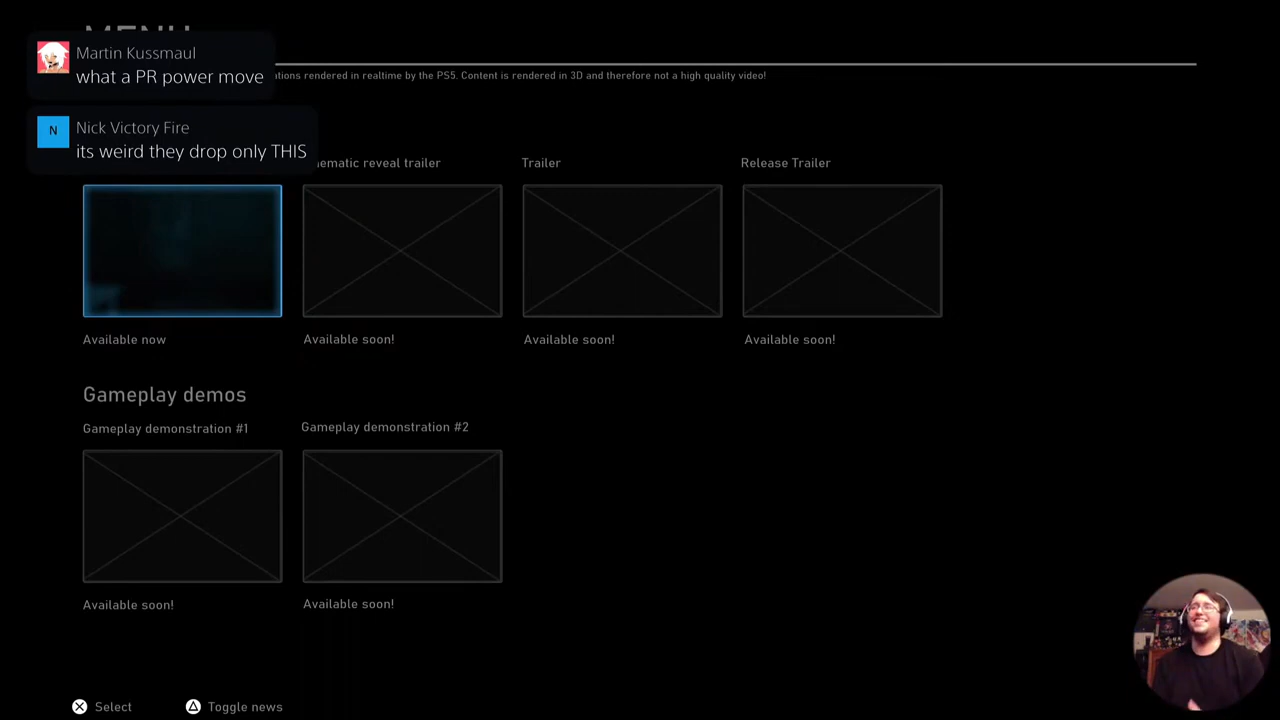 MENU
Martin Kussmaul
what a PR power move
ations rendered in realtime by the PS5. Content is rendered in 3D and therefore not a high quality video!
N
Nick Victory Fire
its weird they drop only THIS
nematic reveal trailer
Trailer
Release Trailer
Available now
Available soon!
Available soon!
Available soon!
Gameplay demos
Gameplay demonstration #1
Gameplay demonstration #2
Available soon!
Available soon!
Select
Toggle news